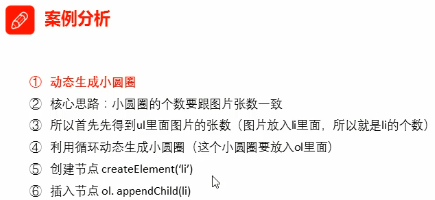 案例分析
① 动态生成小圆圈
② 核心思路：小圆圈的个数要跟图片张数一致
③ 所以首先先得到ul里面图片的张数（图片放入li里面，所以就是li的个数）
④ 利用循环动态生成小圆圈（这个小圆圈要放入ol里面）
⑤ 创建节点 createElement(‘li’)
⑥ 插入节点 ol. appendChild(li)